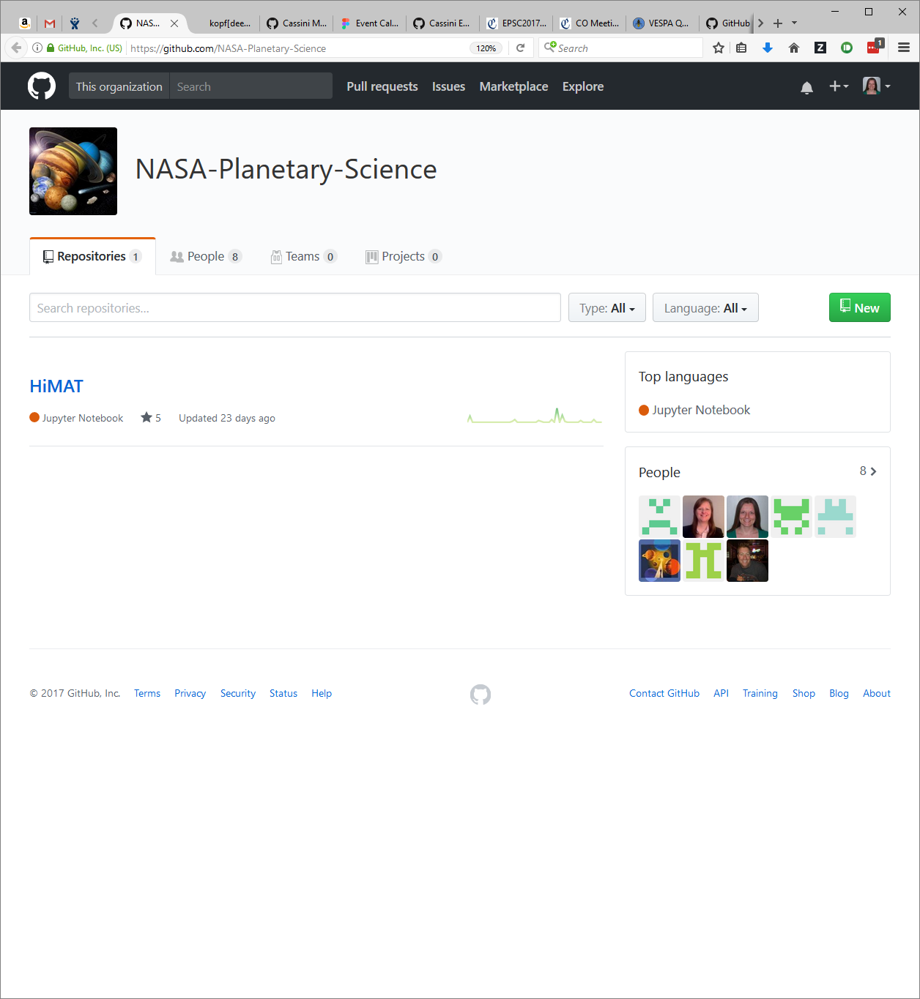 NAS...
kopf[dee...
Cassini M...
Event Cal...
Cassini E...
EPSC2017...
CO Meeti...
VESPA Q...
GitHub
GitHub, Inc. (US)
https://github.com/NASA-Planetary-Science
120%
Search
1
This organization
Search
Pull requests
Issues
Marketplace
Explore
NASA-Planetary-Science
Repositories 1
People 8
Teams 0
Projects 0
Search repositories...
Type: All
Language: All
New
HiMAT
Jupyter Notebook
5
Updated 23 days ago
Top languages
Jupyter Notebook
People
8
© 2017 GitHub, Inc.
Terms
Privacy
Security
Status
Help
Contact GitHub
API
Training
Shop
Blog
About